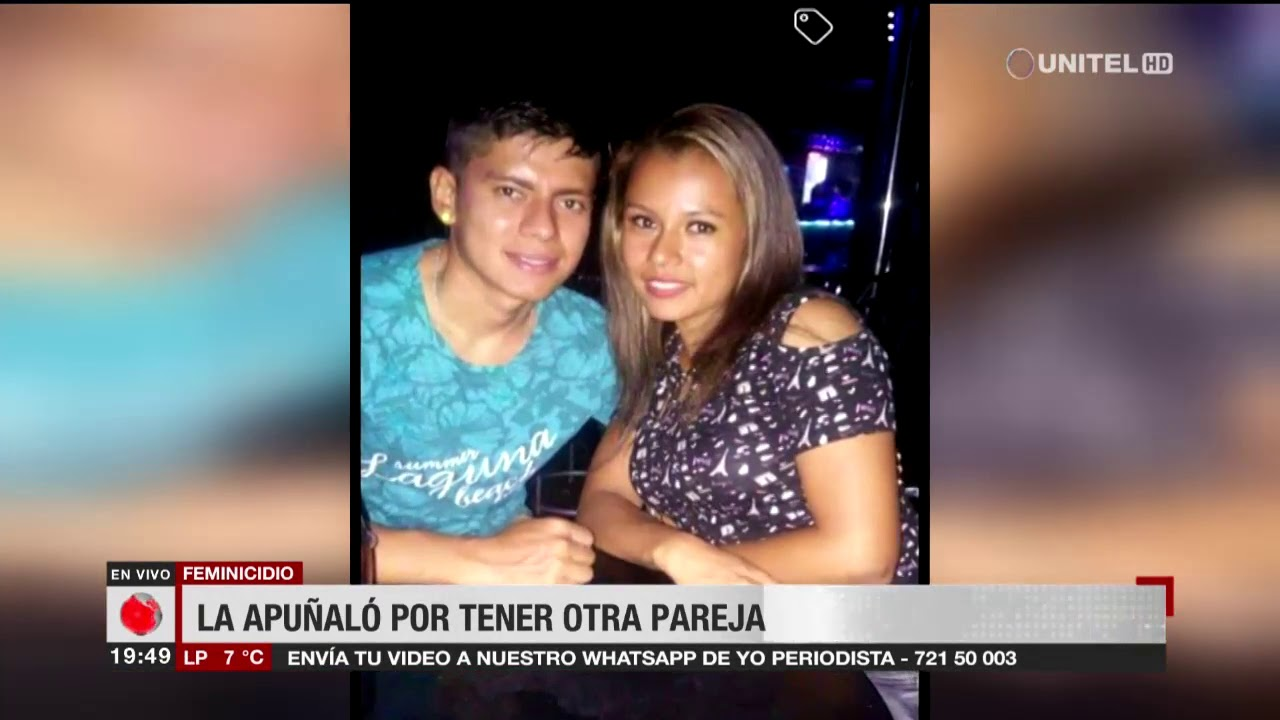 UNITEL HD
summer
Laguna
EN VIVO
FEMINICIDIO
LA APUÑALÓ POR TENER OTRA PAREJA
19:49
LP 7 °C
ENVÍA TU VIDEO A NUESTRO WHATSAPP DE YO PERIODISTA - 721 50 003